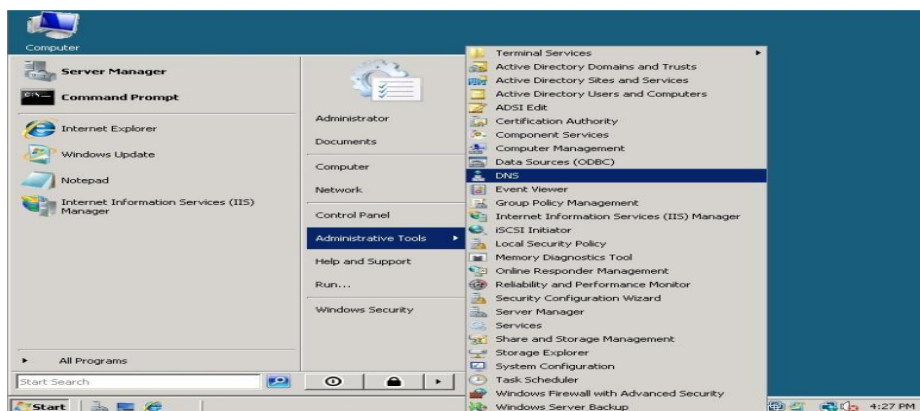 Computer
Server Manager
Command Prompt
Internet Explorer
Windows Update
Notepad
Internet Information Services (IIS)
Manager
All Programs
Start Search
Administrator
Documents
Computer
Network
Control Panel
Administrative Tools
Help and Support
Run...
Windows Security
Terminal Services
Active Directory Domains and Trusts
Active Directory Sites and Services
Active Directory Users and Computers
ADSI Edit
Certification Authority
Component Services
Computer Management
Data Sources (ODBC)
DNS
Event Viewer
Group Policy Management
Internet Information Services (IIS) Manager
iSCSI Initiator
Local Security Policy
Memory Diagnostics Tool
Online Responder Management
Reliability and Performance Monitor
Security Configuration Wizard
Server Manager
Services
Share and Storage Management
Storage Explorer
System Configuration
Task Scheduler
Windows Firewall with Advanced Security
Windows Server Backup
Start
4:27 PM